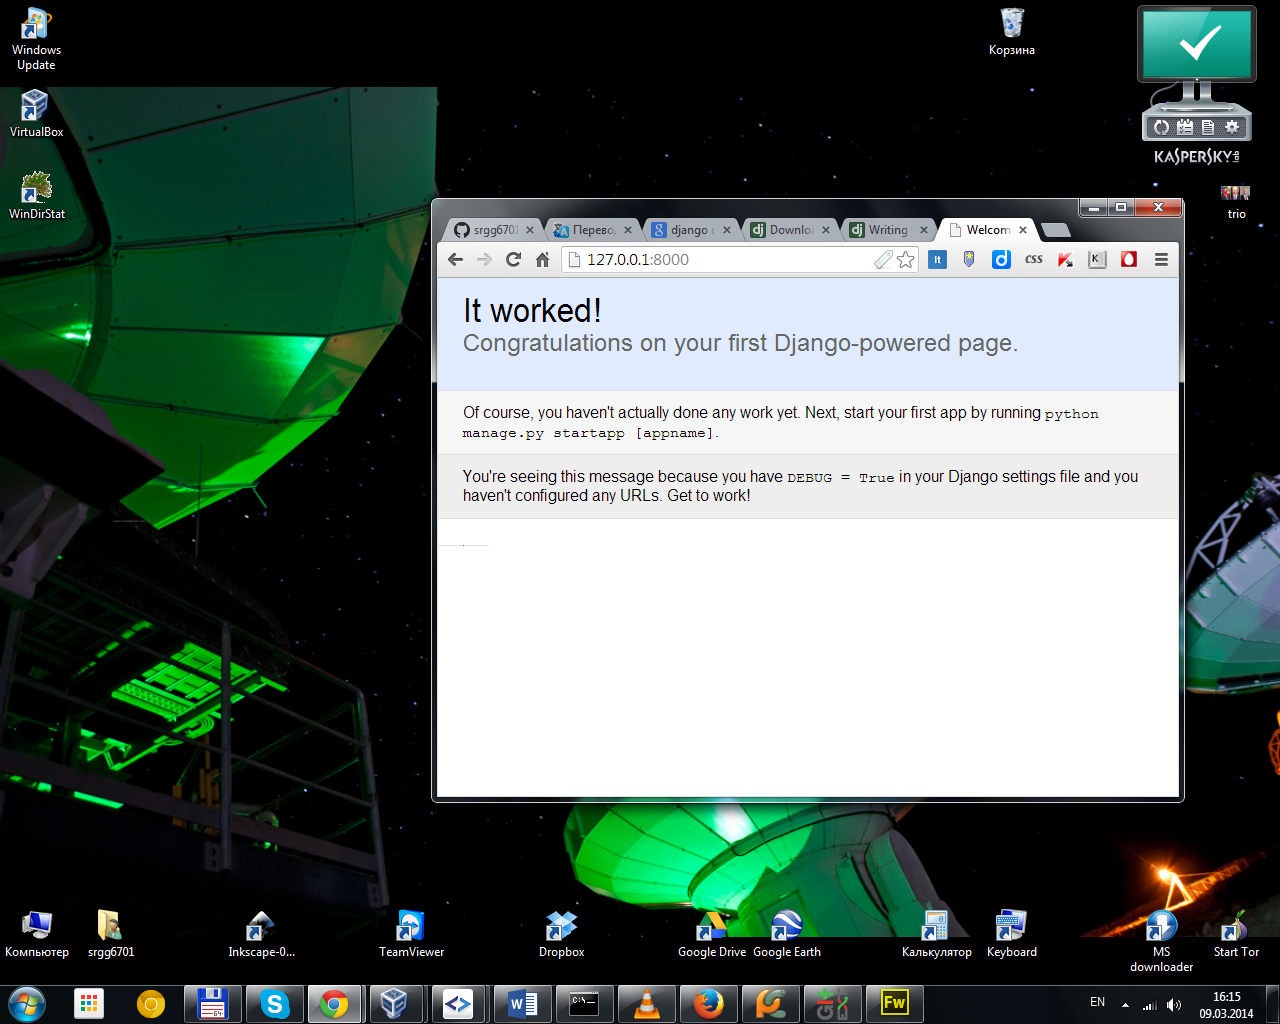 Windows
Update
VirtualBox
WinDirStat
Корзина
KASPERSKY
trio
srgg6701
Перево
django
Downlo
Writing
Welcom
127.0.0.1:8000
It
d
css
K
It worked!
Congratulations on your first Django-powered page.
Of course, you haven't actually done any work yet. Next, start your first app by running python
manage.py startapp [appname].
You're seeing this message because you have DEBUG = True in your Django settings file and you
haven't configured any URLs. Get to work!
Компьютер
srgg6701
Inkscape-0...
TeamViewer
Dropbox
Google Drive
Google Earth
Калькулятор
Keyboard
MS
downloader
Start Tor
64
S
W
C:\
Fw
EN
16:15
09.03.2014